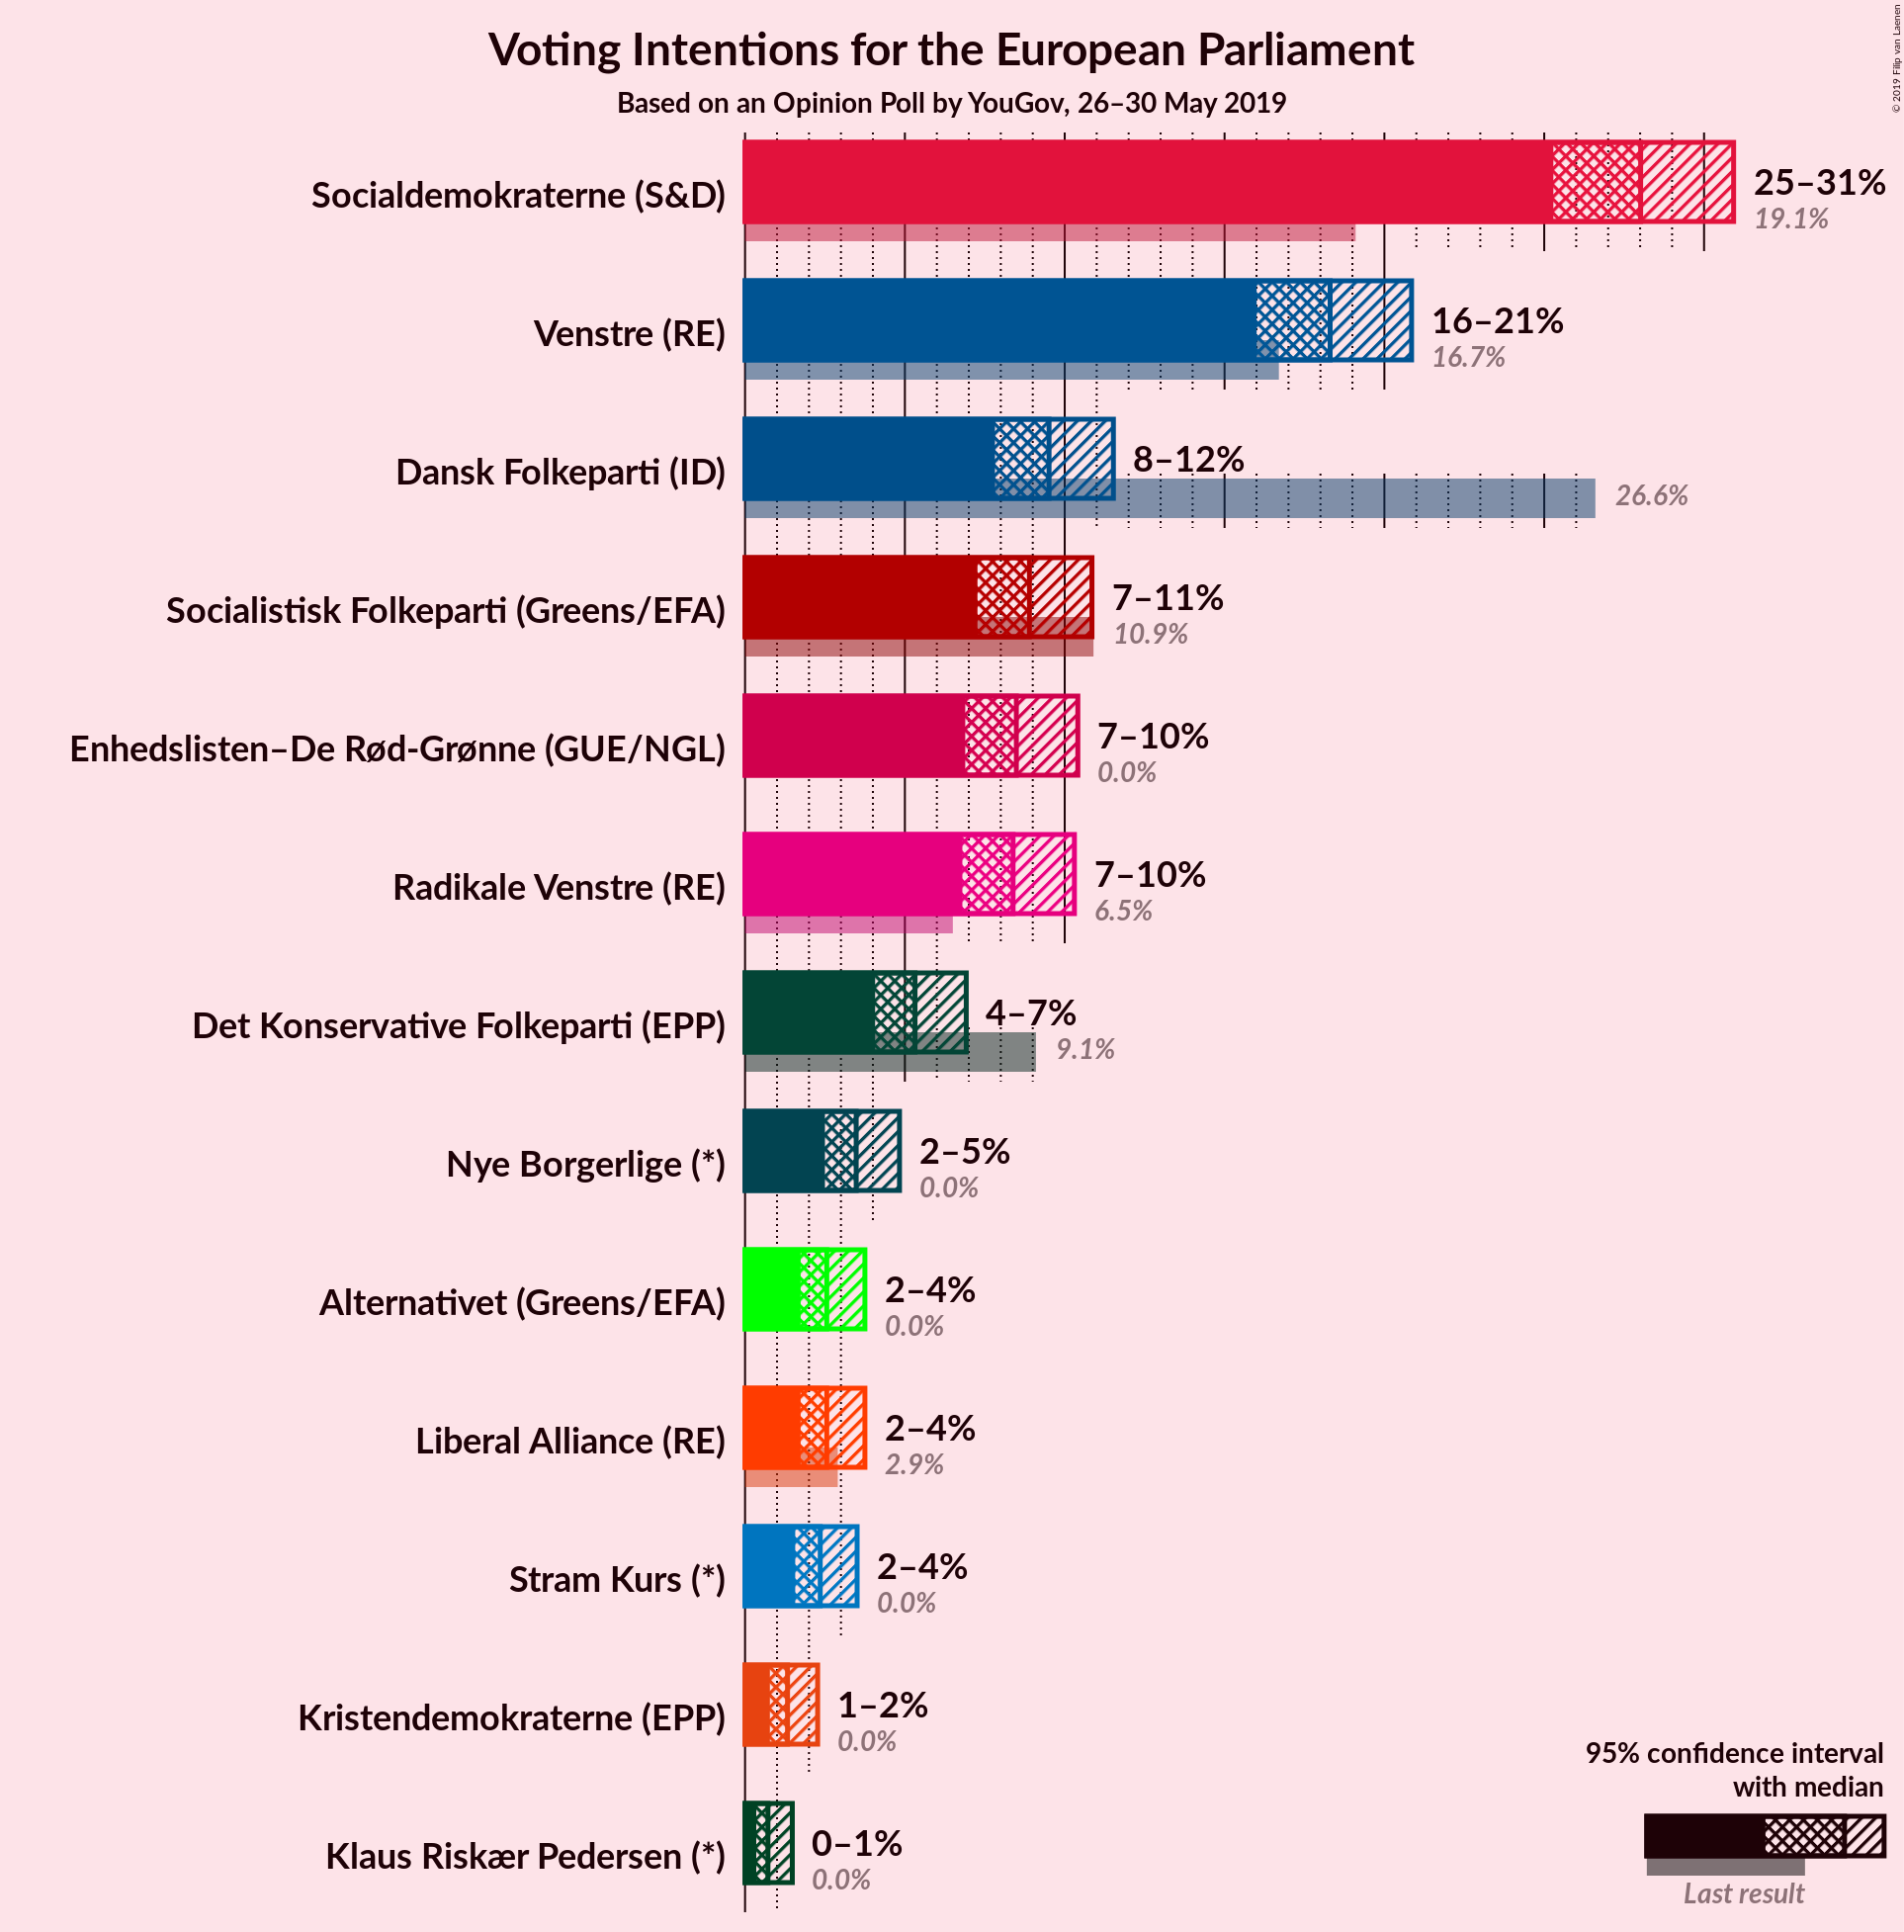 Voting Intentions for the European Parliament
Based on an Opinion Poll by YouGov, 26–30 May 2019
© 2019 Filip van Laenen
Socialdemokraterne (S&D)
25–31%
19.1%
Venstre (RE)
16–21%
16.7%
Dansk Folkeparti (ID)
8–12%
26.6%
Socialistisk Folkeparti (Greens/EFA)
7–11%
10.9%
Enhedslisten–De Rød-Grønne (GUE/NGL)
7–10%
0.0%
Radikale Venstre (RE)
7–10%
6.5%
Det Konservative Folkeparti (EPP)
4–7%
9.1%
Nye Borgerlige (*)
2–5%
0.0%
Alternativet (Greens/EFA)
2–4%
0.0%
Liberal Alliance (RE)
2–4%
2.9%
Stram Kurs (*)
2–4%
0.0%
Kristendemokraterne (EPP)
1–2%
0.0%
Klaus Riskær Pedersen (*)
0–1%
0.0%
95% confidence interval
with median
Last result